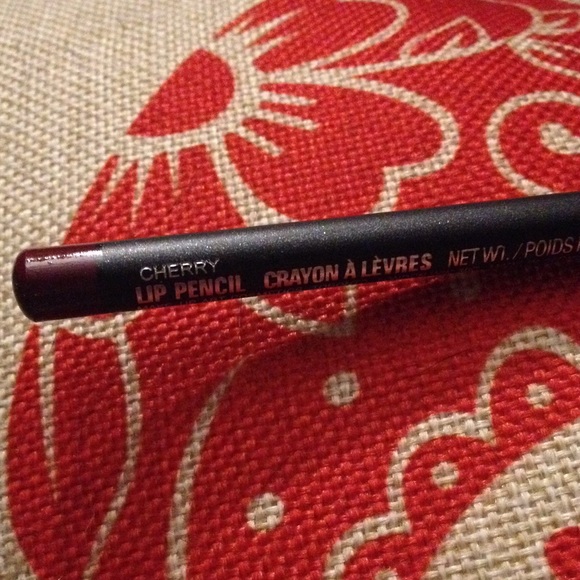 CHERRY
LIP PENCIL CRAYON À LÈVRES NET WT. / POIDS